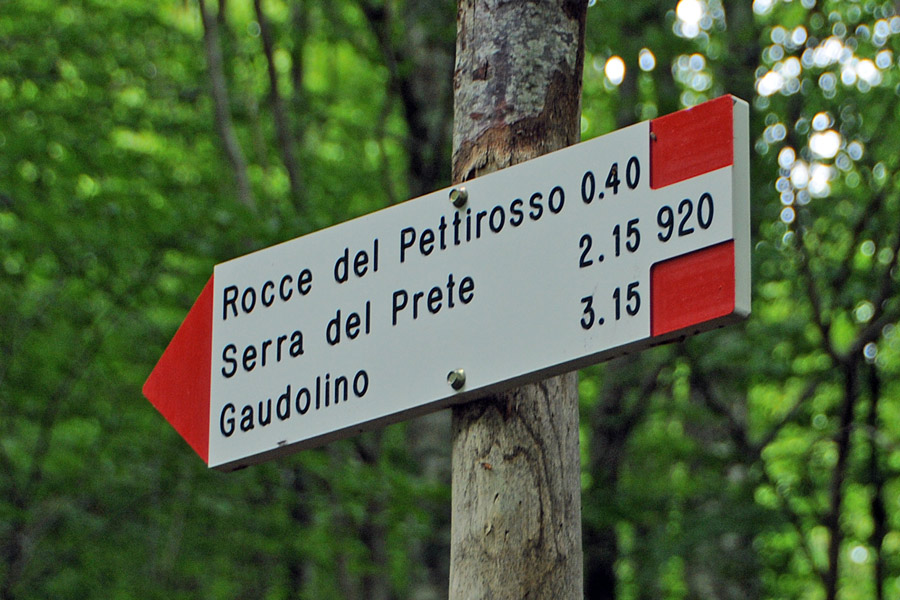 Rocce del Pettirosso 0.40
Serra del Prete 2.15 920
Gaudolino 3.15